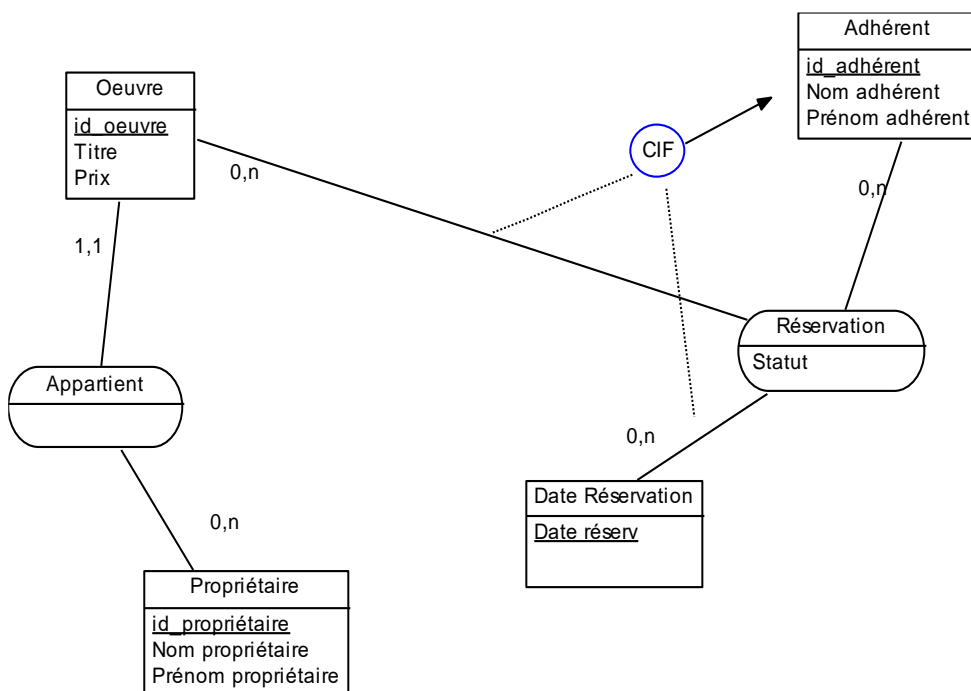 Adhérent
id_adhérent
Nom adhérent
Prénom adhérent
0,n
Oeuvre
id_oeuvre
Titre
Prix
0,n
1,1
CIF
Réservation
Statut
Appartient
0,n
Date Réservation
Date réserv
0,n
Propriétaire
id_propriétaire
Nom propriétaire
Prénom propriétaire